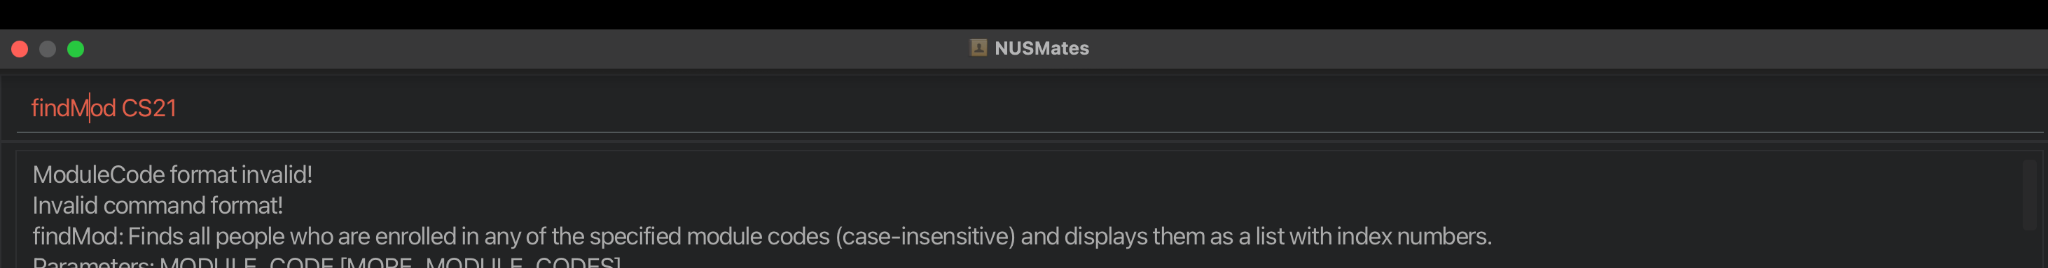 NUSMates
findMod CS21
ModuleCode format invalid!
Invalid command format!
findMod: Finds all people who are enrolled in any of the specified module codes (case-insensitive) and displays them as a list with index numbers.
Parameters: MODULE_CODE [MORE_MODULE_CODES]